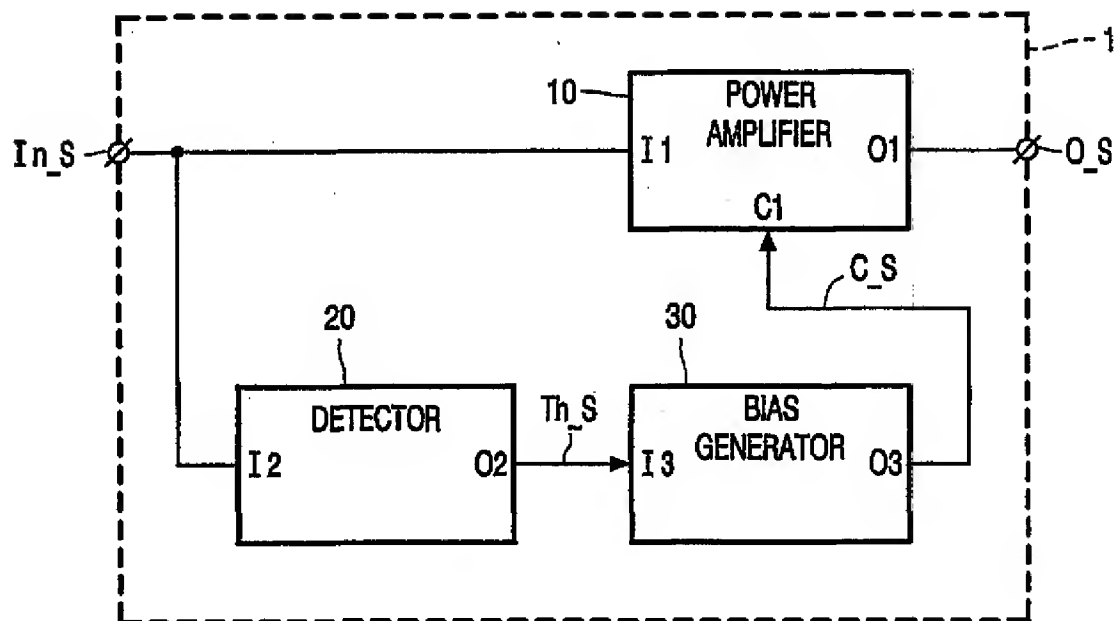 1
10
POWER
AMPLIFIER
In_S
I1
O1
O_S
C1
C_S
20
30
Th_S
DETECTOR
BIAS
GENERATOR
I2
O2
I3
O3